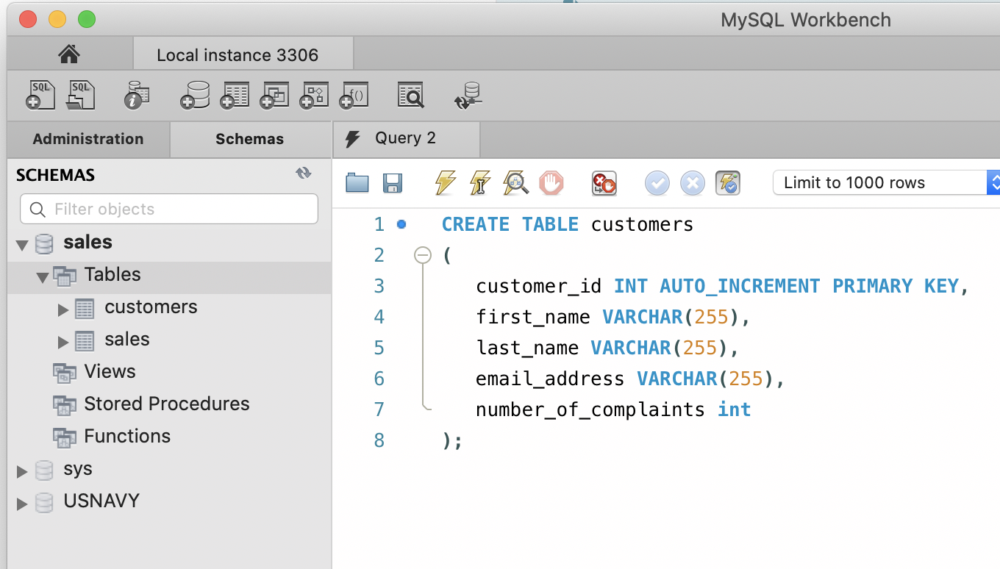 MySQL Workbench
Local instance 3306
SQL SQL f()
Administration Schemas Query 2
SCHEMAS
Limit to 1000 rows
Filter objects
sales
Tables
customers
sales
Views
Stored Procedures
Functions
sys
USNAVY
1 CREATE TABLE customers
2 (
3 customer_id INT AUTO_INCREMENT PRIMARY KEY,
4 first_name VARCHAR(255),
5 last_name VARCHAR(255),
6 email_address VARCHAR(255),
7 number_of_complaints int
8 );